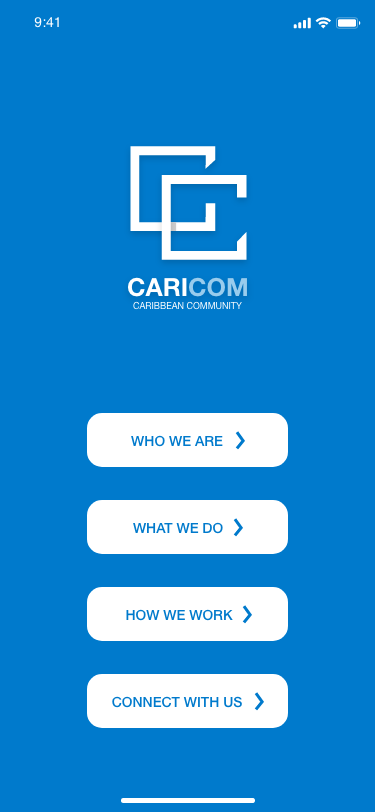 9:41
CARICOM
CARIBBEAN COMMUNITY
WHO WE ARE
WHAT WE DO
HOW WE WORK
CONNECT WITH US